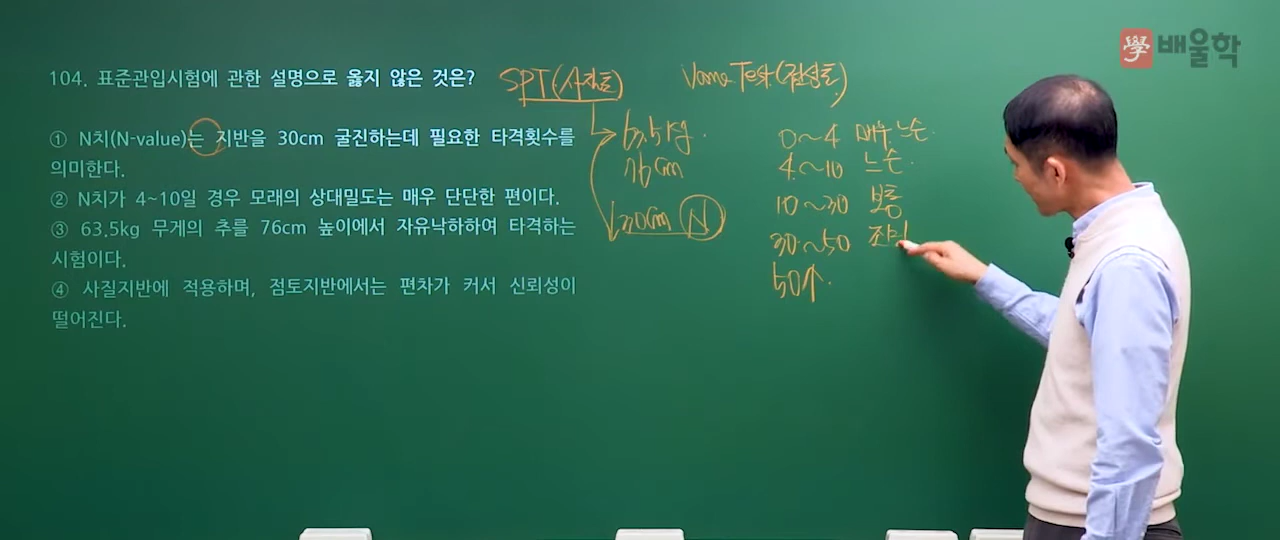 學 배울학
104. 표준관입시험에 관한 설명으로 옳지 않은 것은?
① N치(N-value)는 지반을 30cm 굴진하는데 필요한 타격횟수를
의미한다.
② N치가 4~10일 경우 모래의 상대밀도는 매우 단단한 편이다.
③ 63.5kg 무게의 추를 76cm 높이에서 자유낙하하여 타격하는
시험이다.
④ 사질지반에 적용하며, 점토지반에서는 편차가 커서 신뢰성이
떨어진다.
SPT(사질토)
63.5kg.
76cm
30cm N
Vane Test(점성토)
0~4 매우 느슨.
4~10 느슨.
10~30 보통
30~50 조밀
50↑.